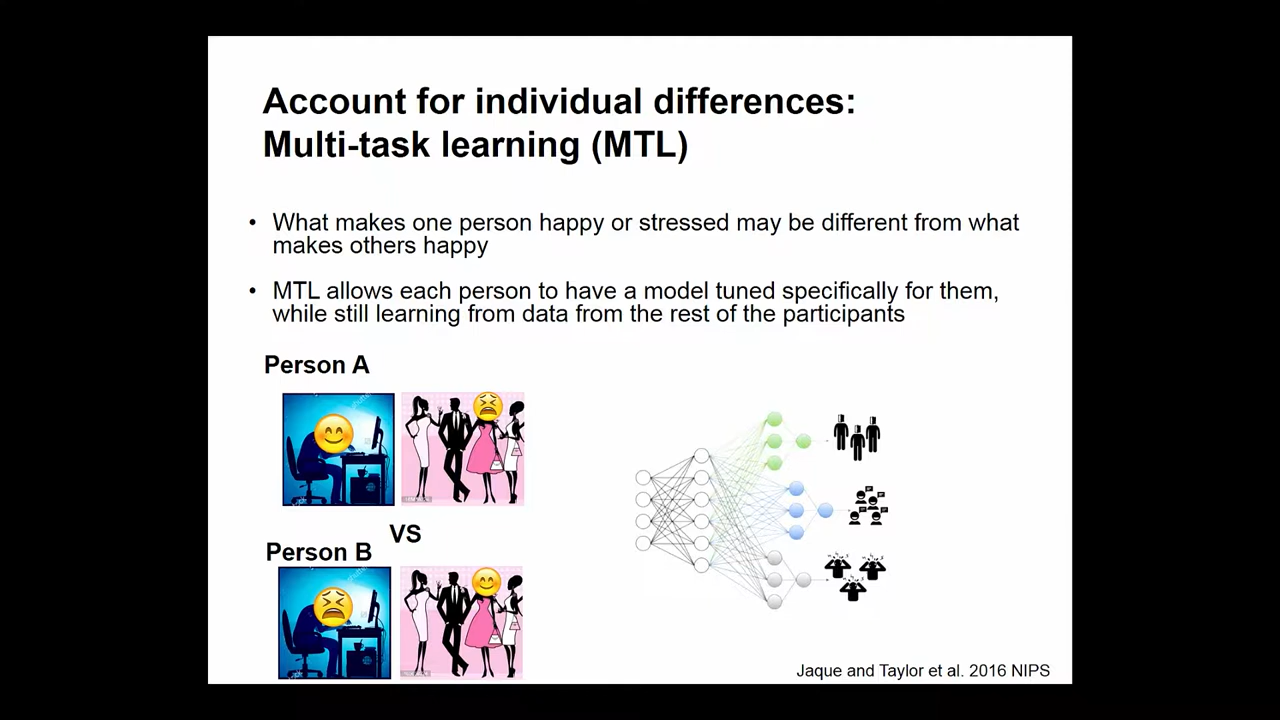 Account for individual differences:
Multi-task learning (MTL)
• What makes one person happy or stressed may be different from what
makes others happy
• MTL allows each person to have a model tuned specifically for them,
while still learning from data from the rest of the participants
Person A
VS
Person B
Jaque and Taylor et al. 2016 NIPS